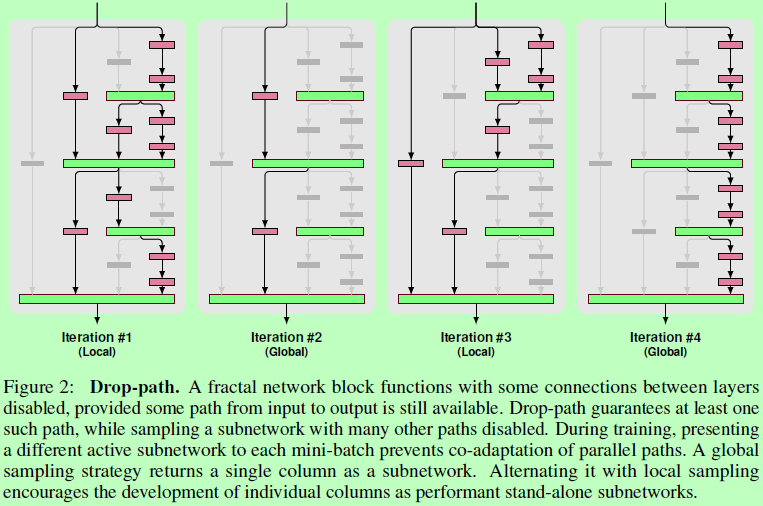 Iteration #1
(Local)
Iteration #2
(Global)
Iteration #3
(Local)
Iteration #4
(Global)
Figure 2: Drop-path. A fractal network block functions with some connections between layers
disabled, provided some path from input to output is still available. Drop-path guarantees at least one
such path, while sampling a subnetwork with many other paths disabled. During training, presenting
a different active subnetwork to each mini-batch prevents co-adaptation of parallel paths. A global
sampling strategy returns a single column as a subnetwork. Alternating it with local sampling
encourages the development of individual columns as performant stand-alone subnetworks.